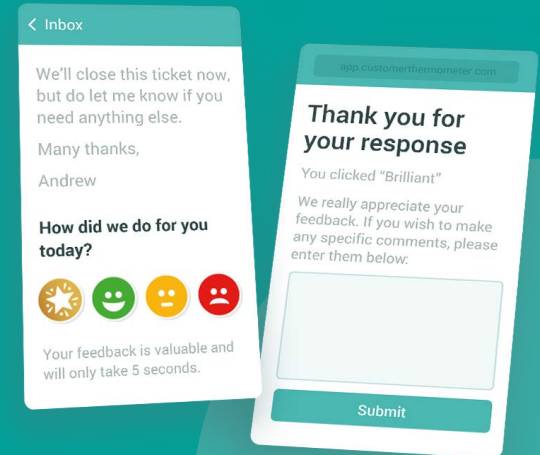 Inbox
We'll close this ticket now,
but do let me know if you
need anything else.
Many thanks,
Andrew
How did we do for you
today?
Your feedback is valuable and
will only take 5 seconds.
app.customerthermometer.com
Thank you for
your response
You clicked “Brilliant”
We really appreciate your
feedback. If you wish to make
any specific comments, please
enter them below:
Submit